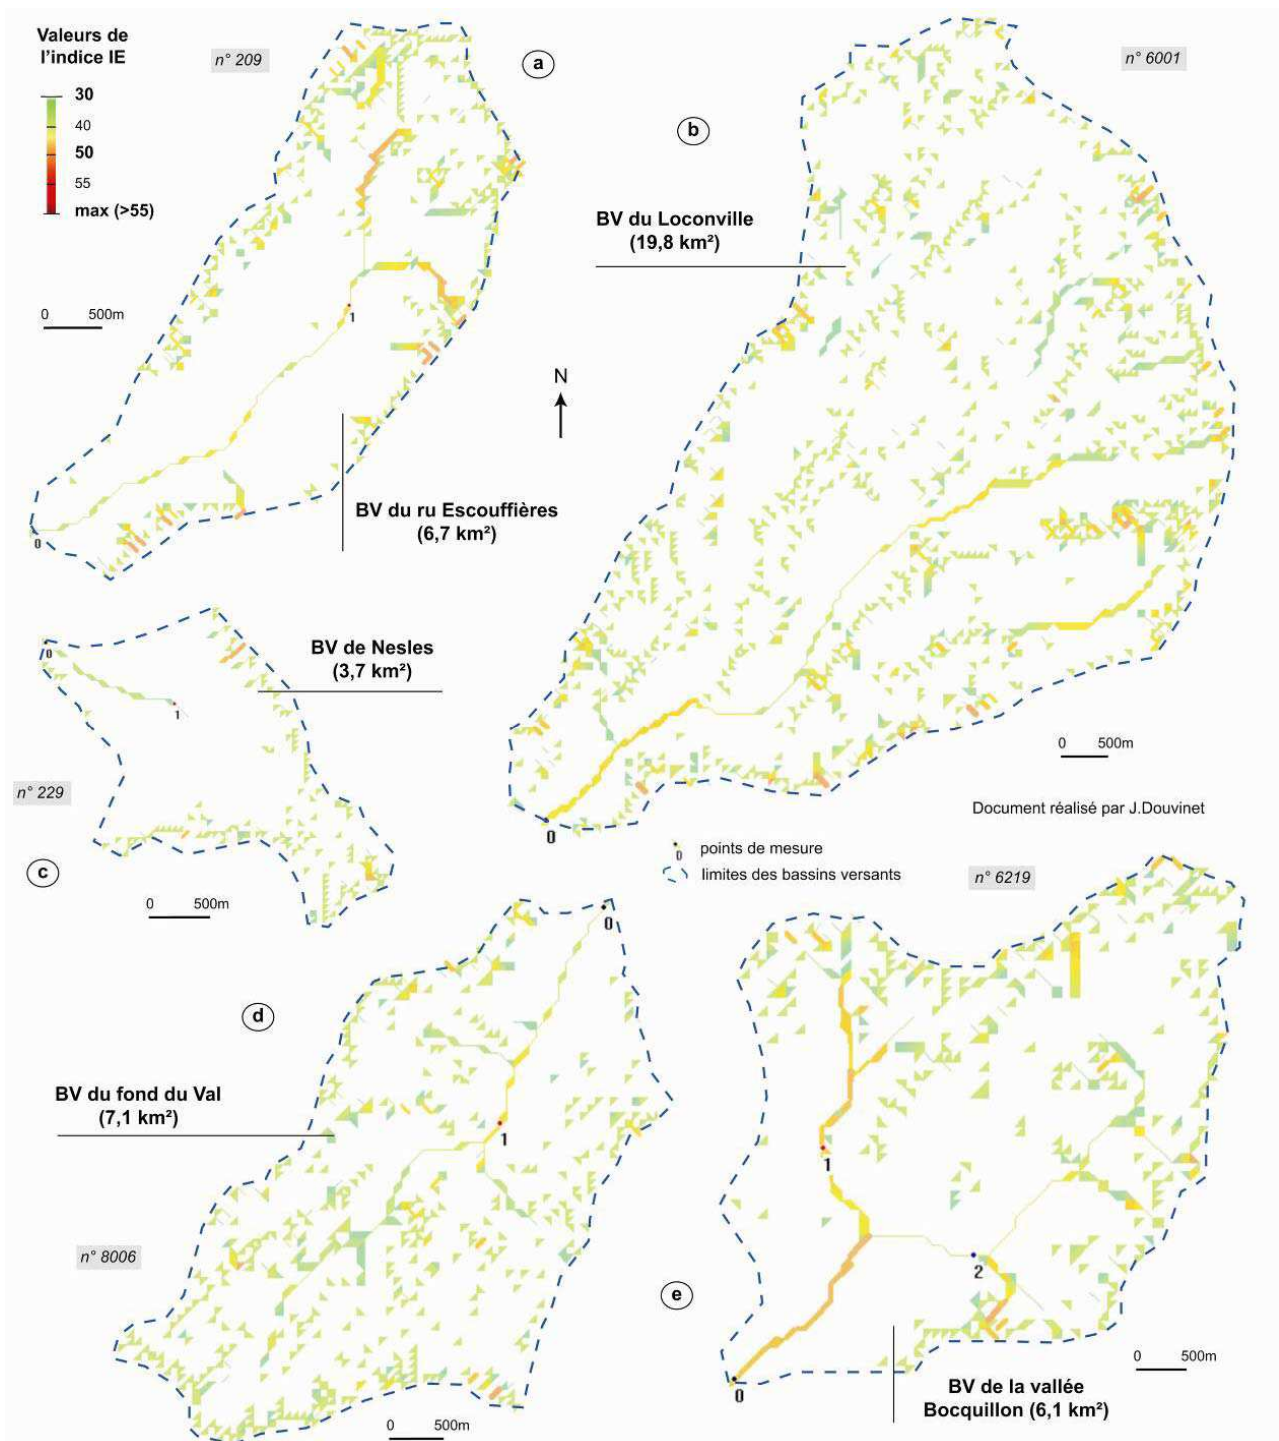 Valeurs de
l'indice IE
30
40
50
55
max (>55)
n° 209
a
0 500m
1
0
BV du ru Escouffières
(6,7 km²)
N
n° 6001
b
BV du Loconville
(19,8 km²)
0
0 500m
Document réalisé par J.Douvinet
BV de Nesles
(3,7 km²)
0
1
n° 229
c
0 500m
0 points de mesure
limites des bassins versants
d
0
1
BV du fond du Val
(7,1 km²)
n° 8006
0 500m
n° 6219
1
2
e
0
0 500m
BV de la vallée
Bocquillon (6,1 km²)